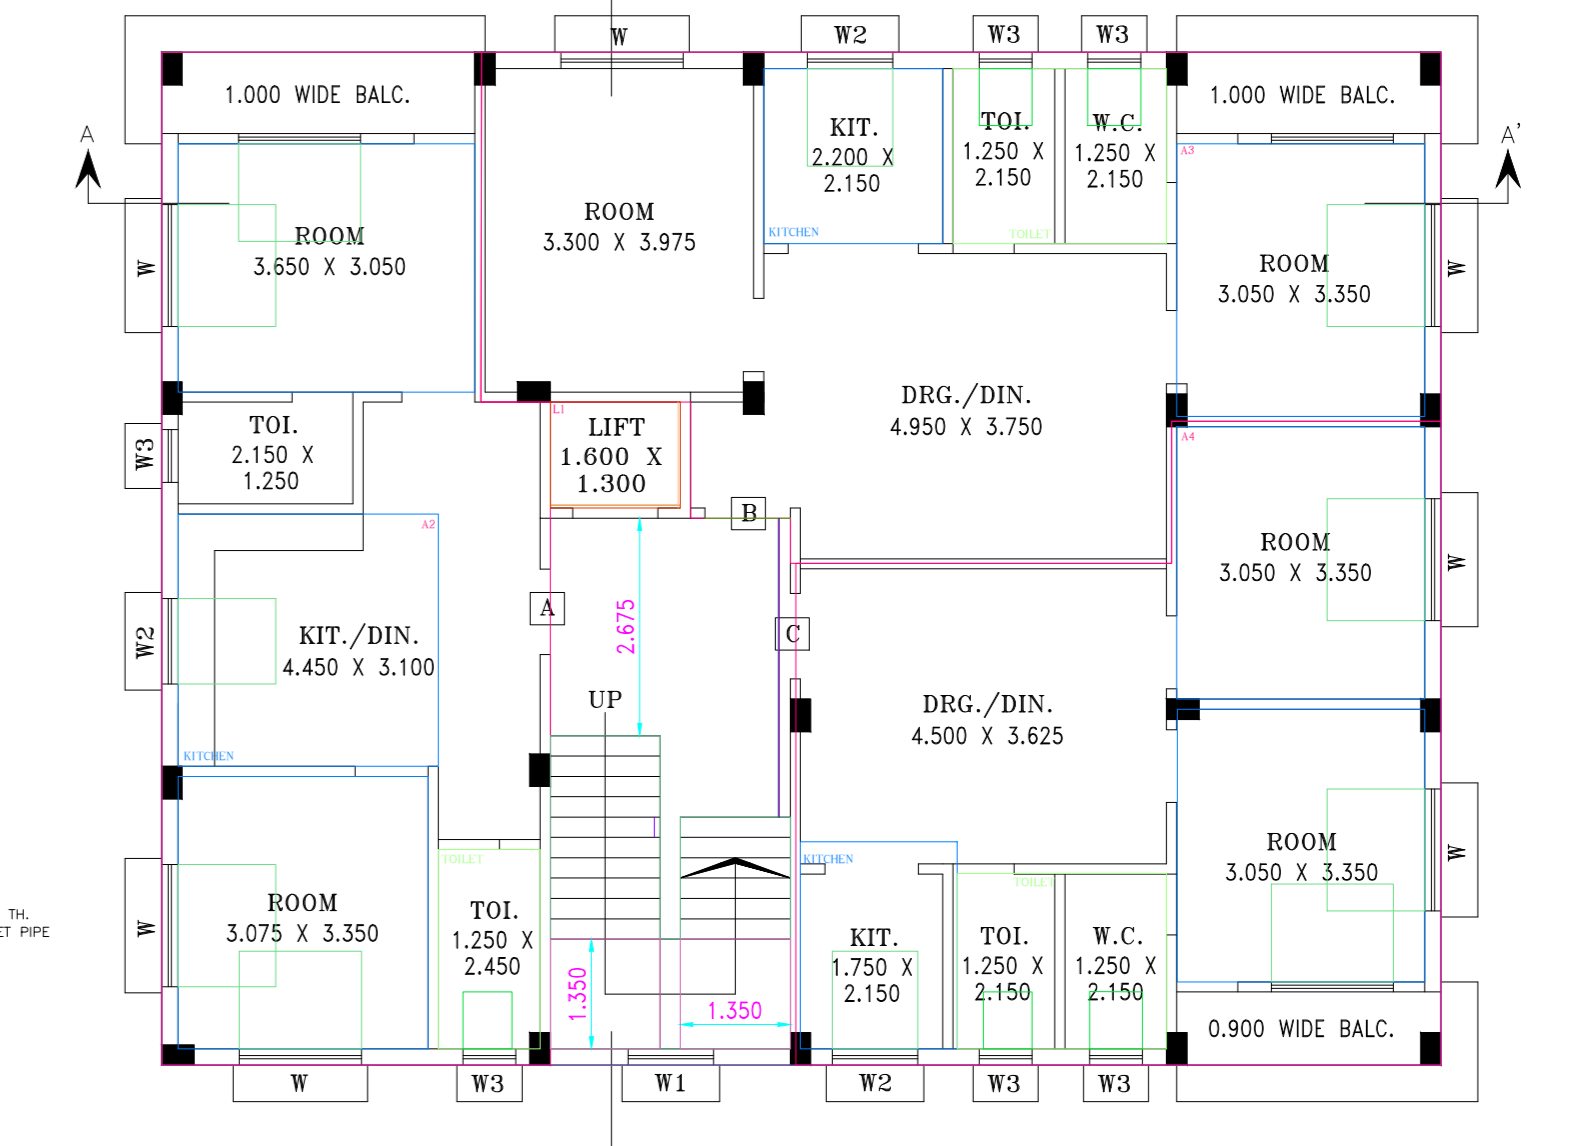 W
W2
W3
W3
1.000 WIDE BALC.
1.000 WIDE BALC.
A
A'
KIT.
2.200 X
2.150
TOI.
1.250 X
2.150
W.C.
1.250 X
2.150
A3
ROOM
3.300 X 3.975
KITCHEN
TOILET
ROOM
3.650 X 3.050
W
ROOM
3.050 X 3.350
W
DRG./DIN.
4.950 X 3.750
L1
LIFT
1.600 X
1.300
TOI.
2.150 X
1.250
W3
A4
B
A2
ROOM
3.050 X 3.350
W
A
2.675
C
KIT./DIN.
4.450 X 3.100
W2
UP
DRG./DIN.
4.500 X 3.625
KITCHEN
ROOM
3.050 X 3.350
W
TOILET
KITCHEN
TOILET
ROOM
3.075 X 3.350
W
TOI.
1.250 X
2.450
KIT.
1.750 X
2.150
TOI.
1.250 X
2.150
W.C.
1.250 X
2.150
TH.
ET PIPE
1.350
1.350
0.900 WIDE BALC.
W
W3
W1
W2
W3
W3